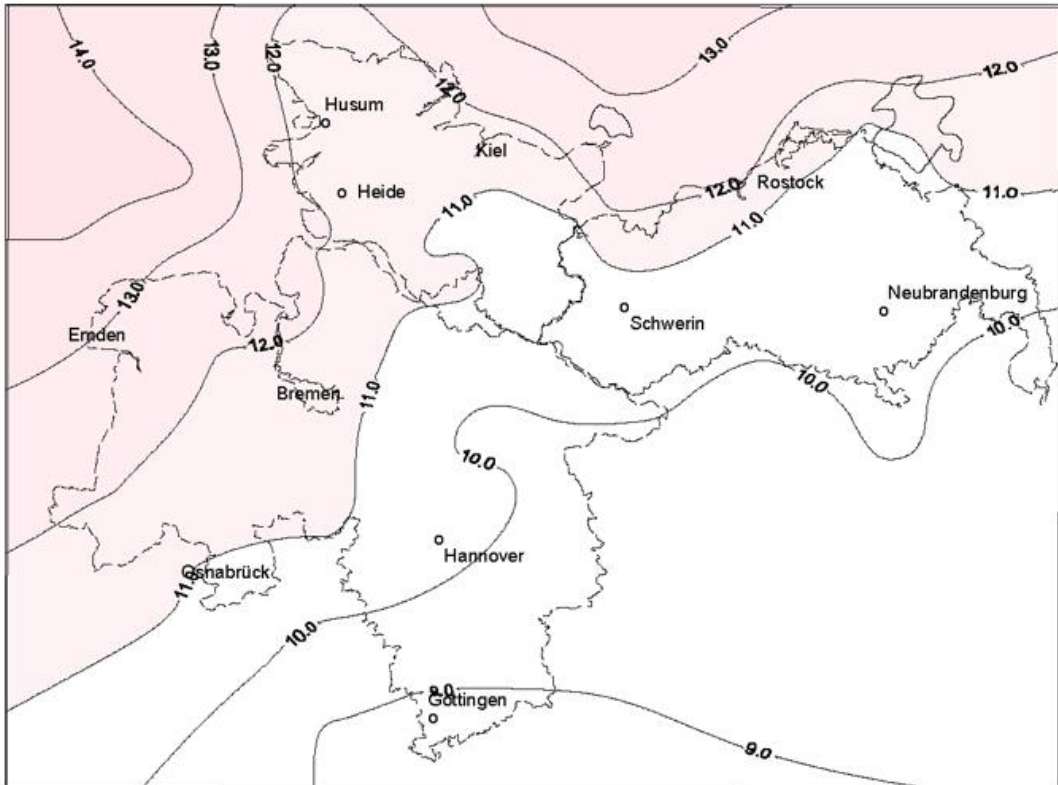 14.0
13.0
12.0
13.0
12.0
12.0
Husum
Kiel
Heide
11.0
12.0
Rostock
11.0
11.0
13.0
Emden
12.0
Schwerin
Neubrandenburg
10.0
Bremen
11.0
10.0
10.0
Hannover
Osnabrück
11.0
10.0
9.0
Göttingen
9.0